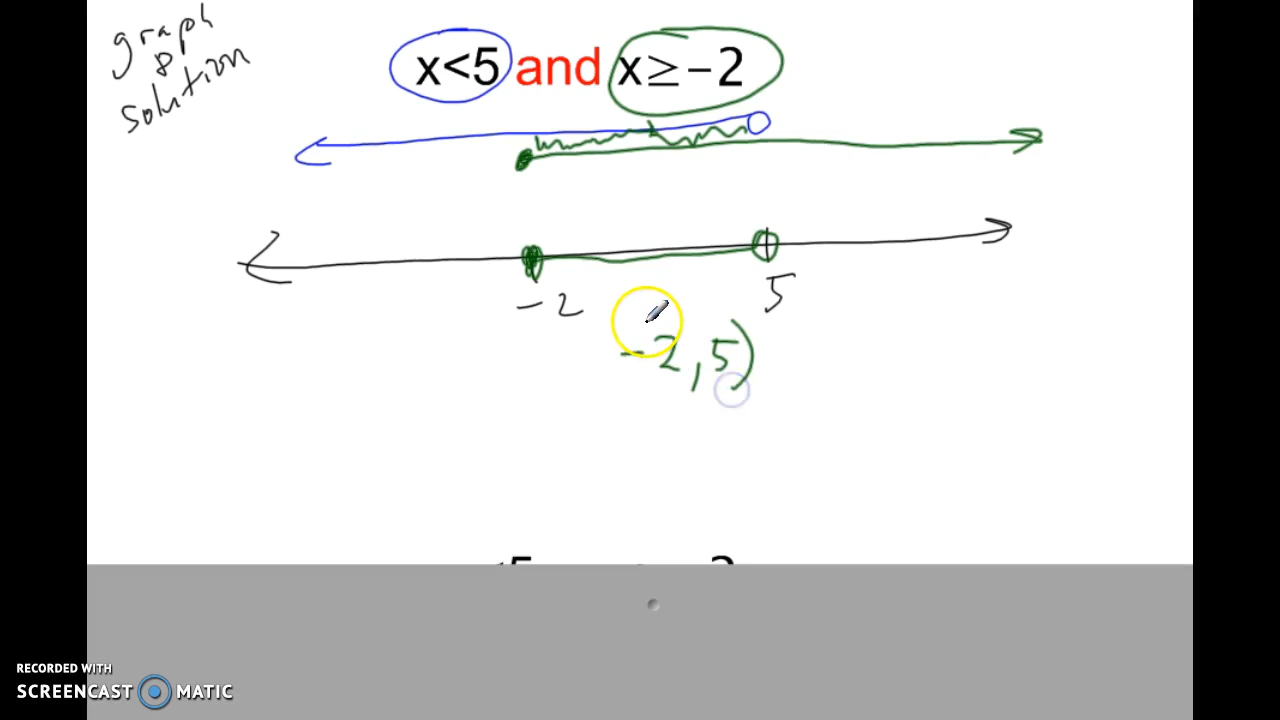 graph
&
solution
x<5 and x≥-2
-2
5
-2,5)
RECORDED WITH
SCREENCAST MATIC